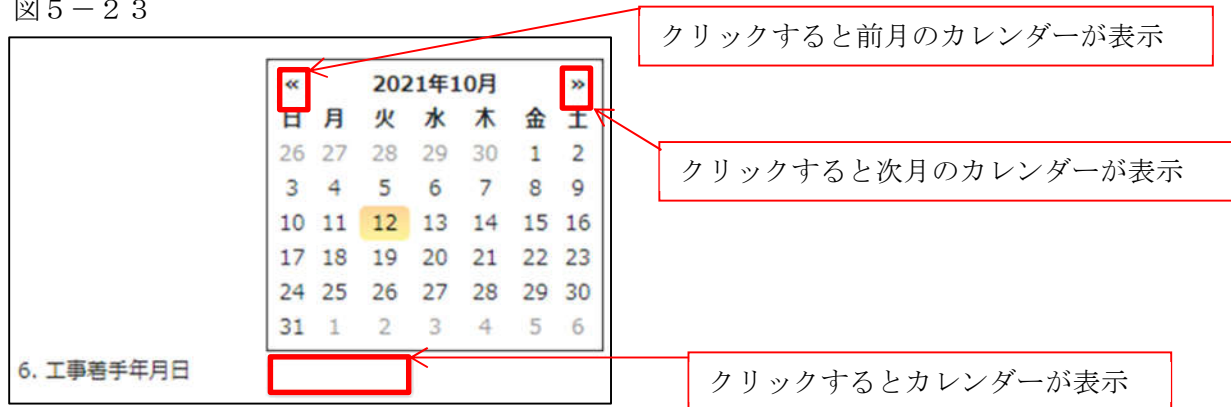 図5-23
クリックすると前月のカレンダーが表示
« 2021年10月 »
日 月 火 水 木 金 土
26 27 28 29 30 1 2
クリックすると次月のカレンダーが表示
3 4 5 6 7 8 9
10 11 12 13 14 15 16
17 18 19 20 21 22 23
24 25 26 27 28 29 30
31 1 2 3 4 5 6
6. 工事着手年月日
クリックするとカレンダーが表示